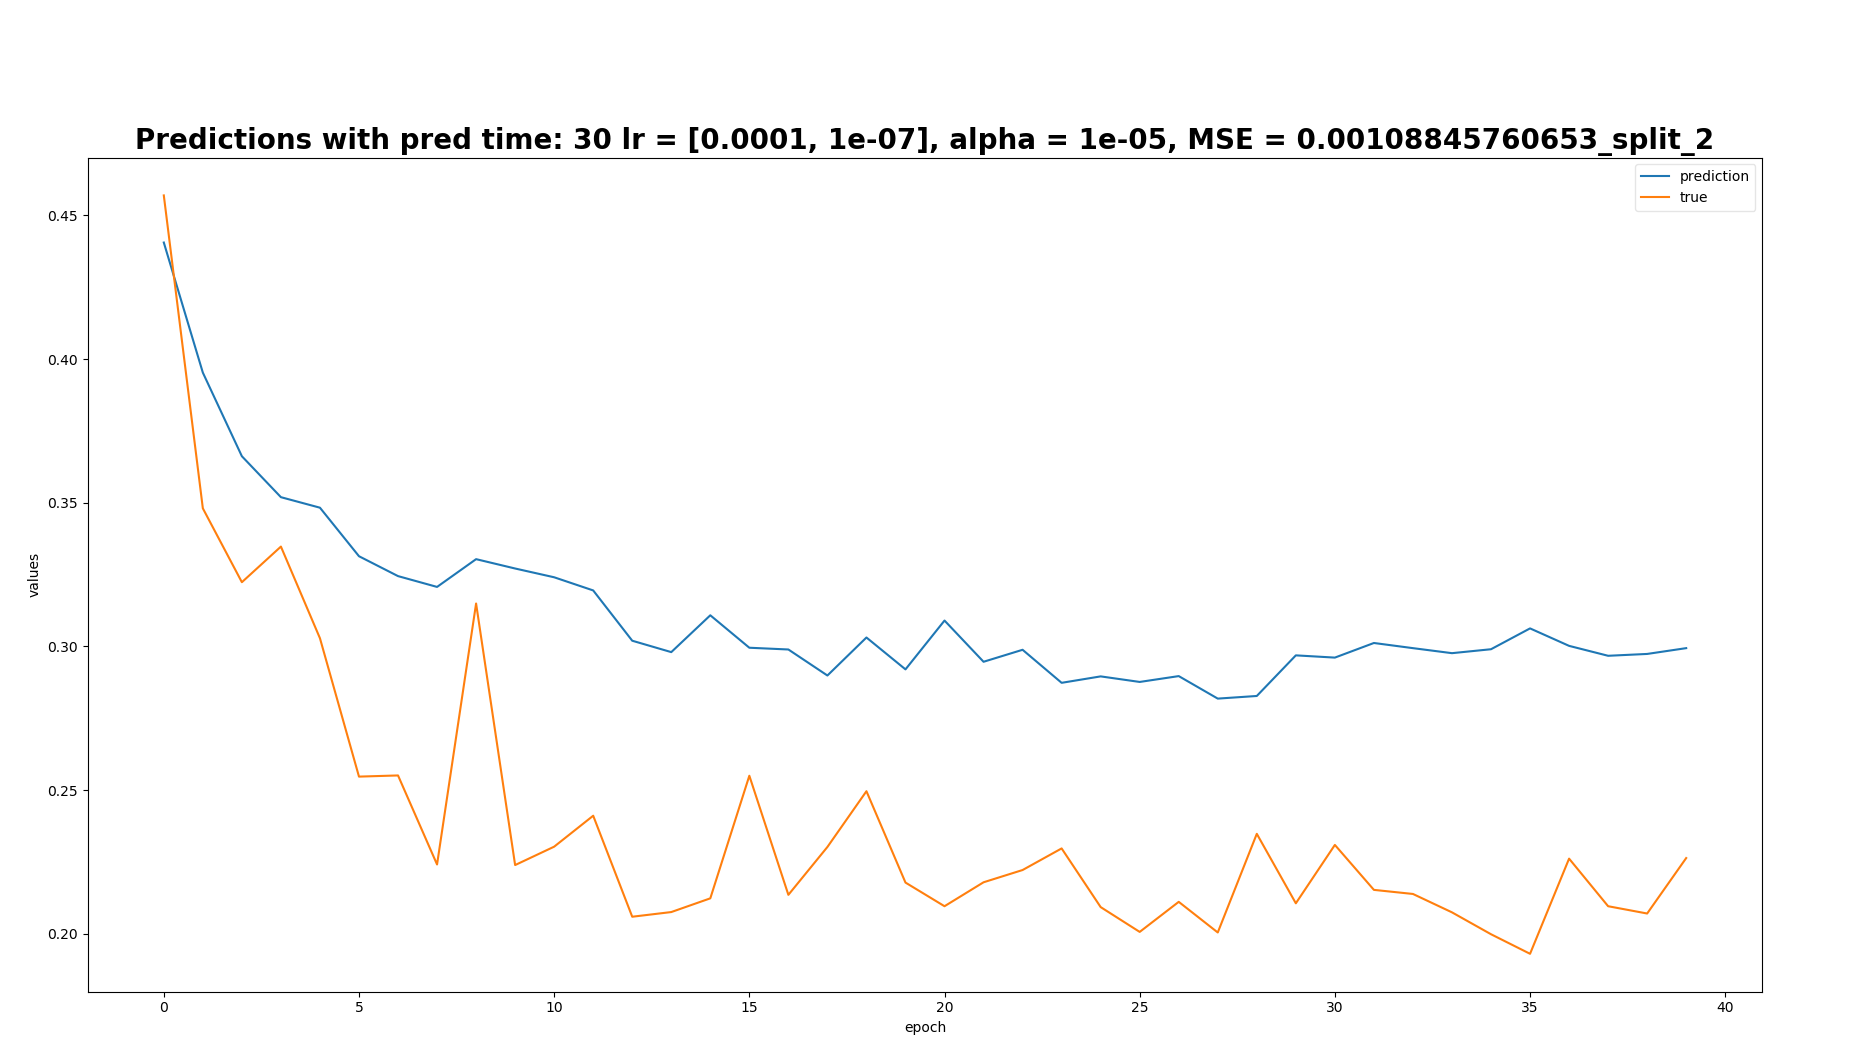 Predictions with pred time: 30 lr = [0.0001, 1e-07], alpha = 1e-05, MSE = 0.00108845760653_split_2
prediction
true
0.45
0.40
0.35
0.30
0.25
0.20
values
0 5 10 15 20 25 30 35 40
epoch